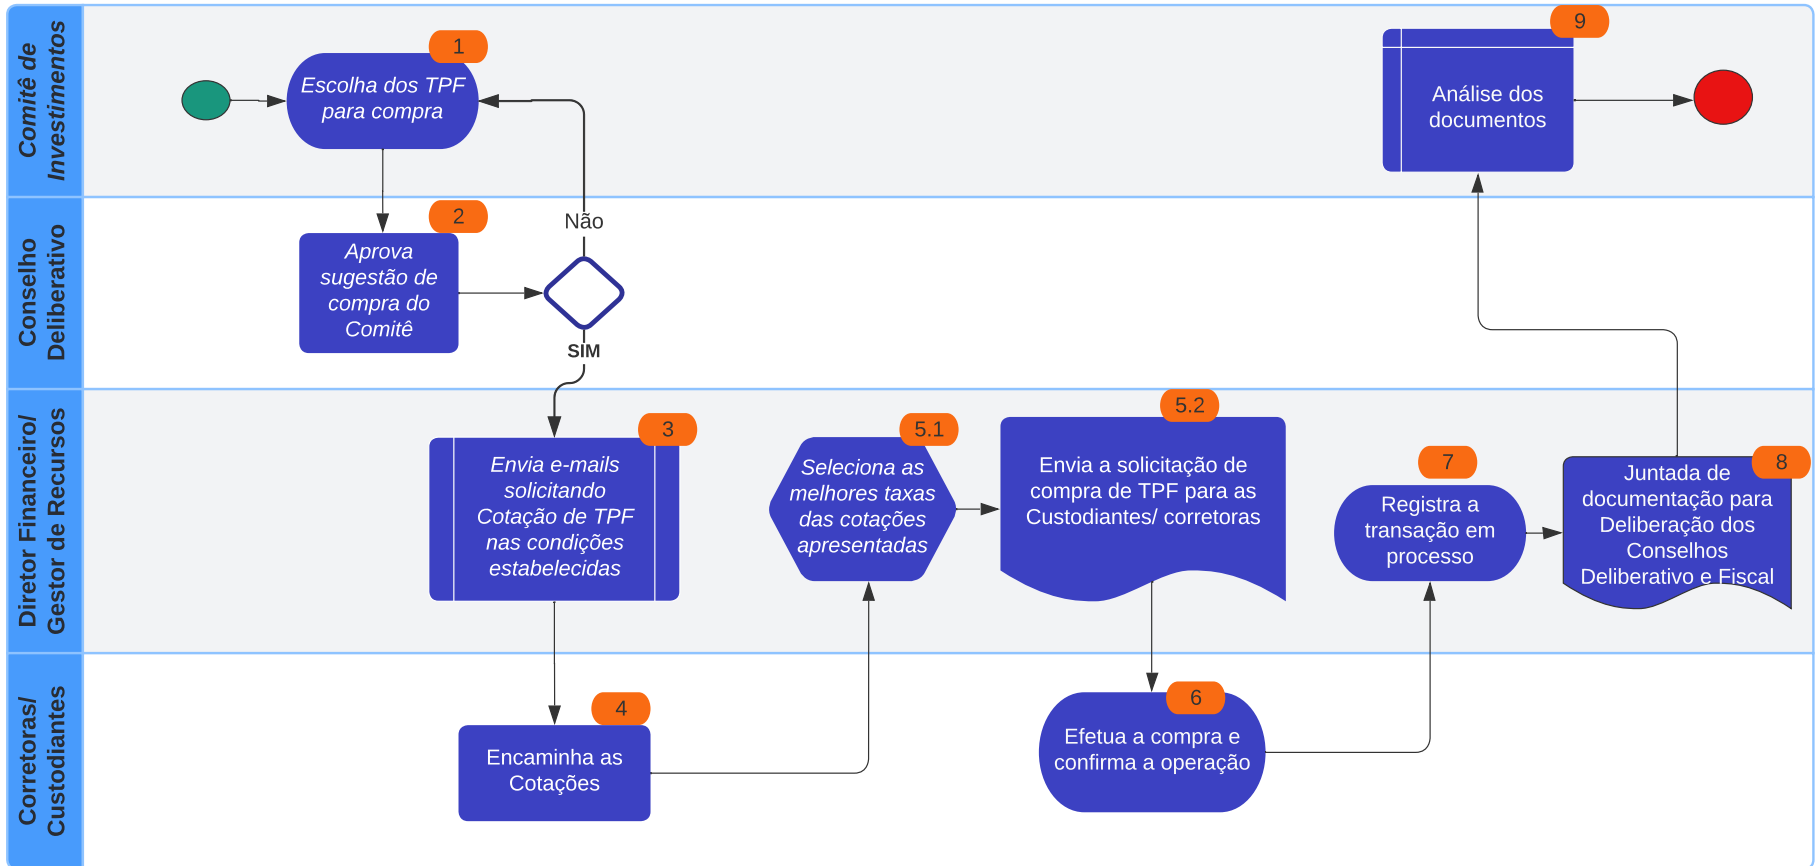 Comitê de
Investimentos
1
Escolha dos TPF
para compra
9
Análise dos
documentos
Conselho
Deliberativo
2
Aprova
sugestão de
compra do
Comitê
Não
SIM
Diretor Financeiro/
Gestor de Recursos
3
Envia e-mails
solicitando
Cotação de TPF
nas condições
estabelecidas
5.1
Seleciona as
melhores taxas
das cotações
apresentadas
5.2
Envia a solicitação de
compra de TPF para as
Custodiantes/ corretoras
7
Registra a
transação em
processo
8
Juntada de
documentação para
Deliberação dos
Conselhos
Deliberativo e Fiscal
Corretoras/
Custodiantes
4
Encaminha as
Cotações
6
Efetua a compra e
confirma a operação